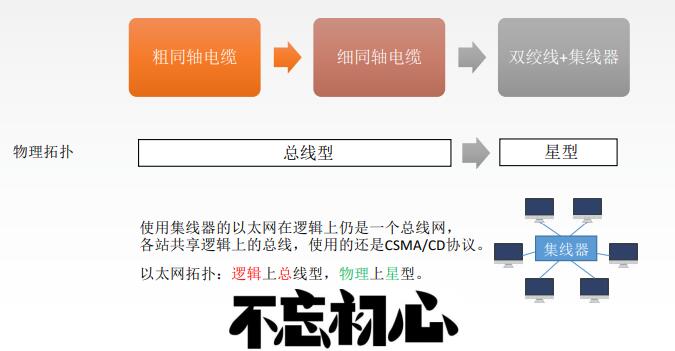 粗同轴电缆
细同轴电缆
双绞线+集线器
物理拓扑
总线型
星型
使用集线器的以太网在逻辑上仍是一个总线网，
各站共享逻辑上的总线，使用的还是CSMA/CD协议。
集线器
以太网拓扑：逻辑上总线型，物理上星型。
不忘初心